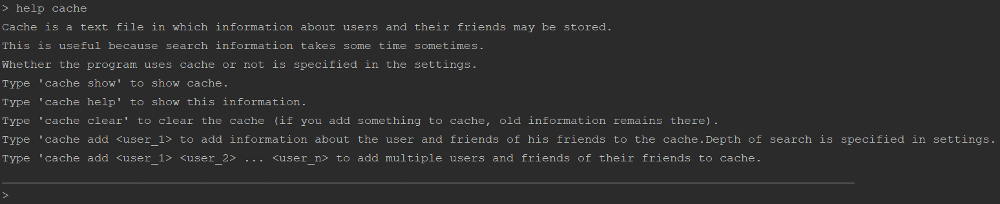 > help cache
Cache is a text file in which information about users and their friends may be stored.
This is useful because search information takes some time sometimes.
Whether the program uses cache or not is specified in the settings.
Type 'cache show' to show cache.
Type 'cache help' to show this information.
Type 'cache clear' to clear the cache (if you add something to cache, old information remains there).
Type 'cache add <user_1> to add information about the user and friends of his friends to the cache.Depth of search is specified in settings.
Type 'cache add <user_1> <user_2> ... <user_n> to add multiple users and friends of their friends to cache.
________________________________________________________________________________________________________________________
>